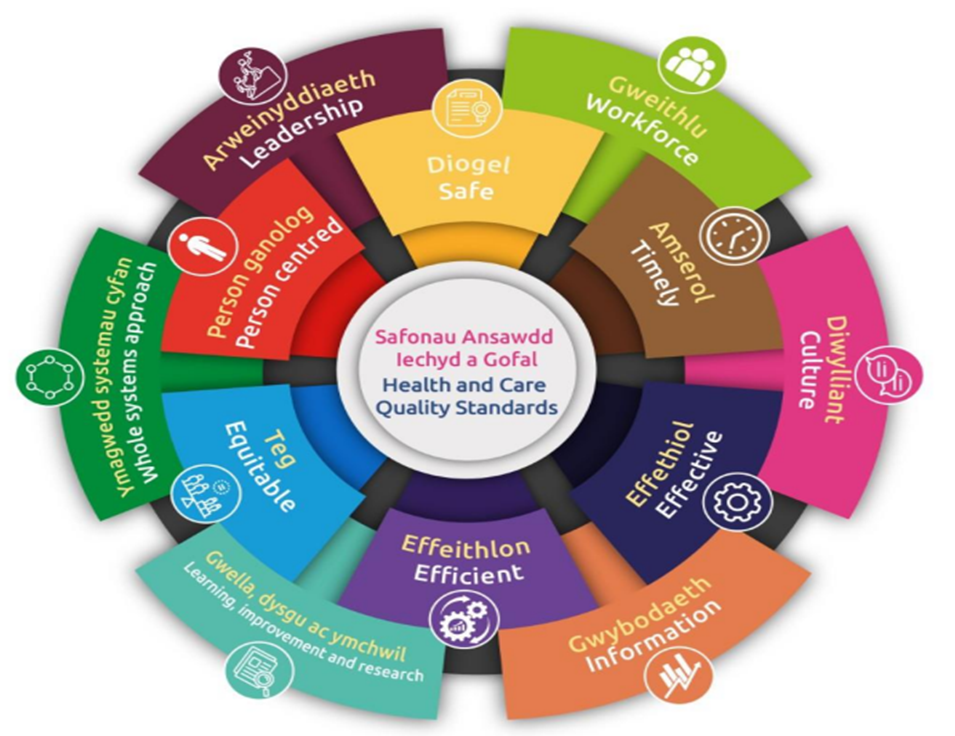 Arweinyddiaeth
Leadership
Gweithlu
Workforce
Diogel
Safe
Person ganolog
Person centred
Amserol
Timely
Ymagwedd systemau cyfan
Whole systems approach
Safonau Ansawdd
Iechyd a Gofal
Health and Care
Quality Standards
Diwylliant
Culture
Teg
Equitable
Effethiol
Effective
Effeithlon
Efficient
Gwella, dysgu ac ymchwil
Learning, improvement and research
Gwybodaeth
Information